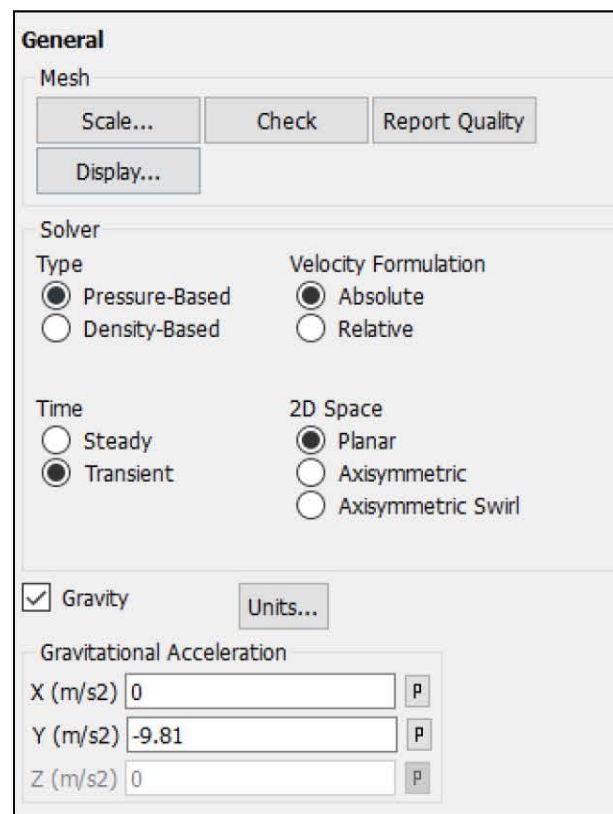 General
Mesh
Scale... Check Report Quality
Display...
Solver
Type Velocity Formulation
Pressure-Based Absolute
Density-Based Relative
Time 2D Space
Steady Planar
Transient Axisymmetric
Axisymmetric Swirl
Gravity Units...
Gravitational Acceleration
X (m/s2) 0 P
Y (m/s2) -9.81 P
Z (m/s2) 0 P